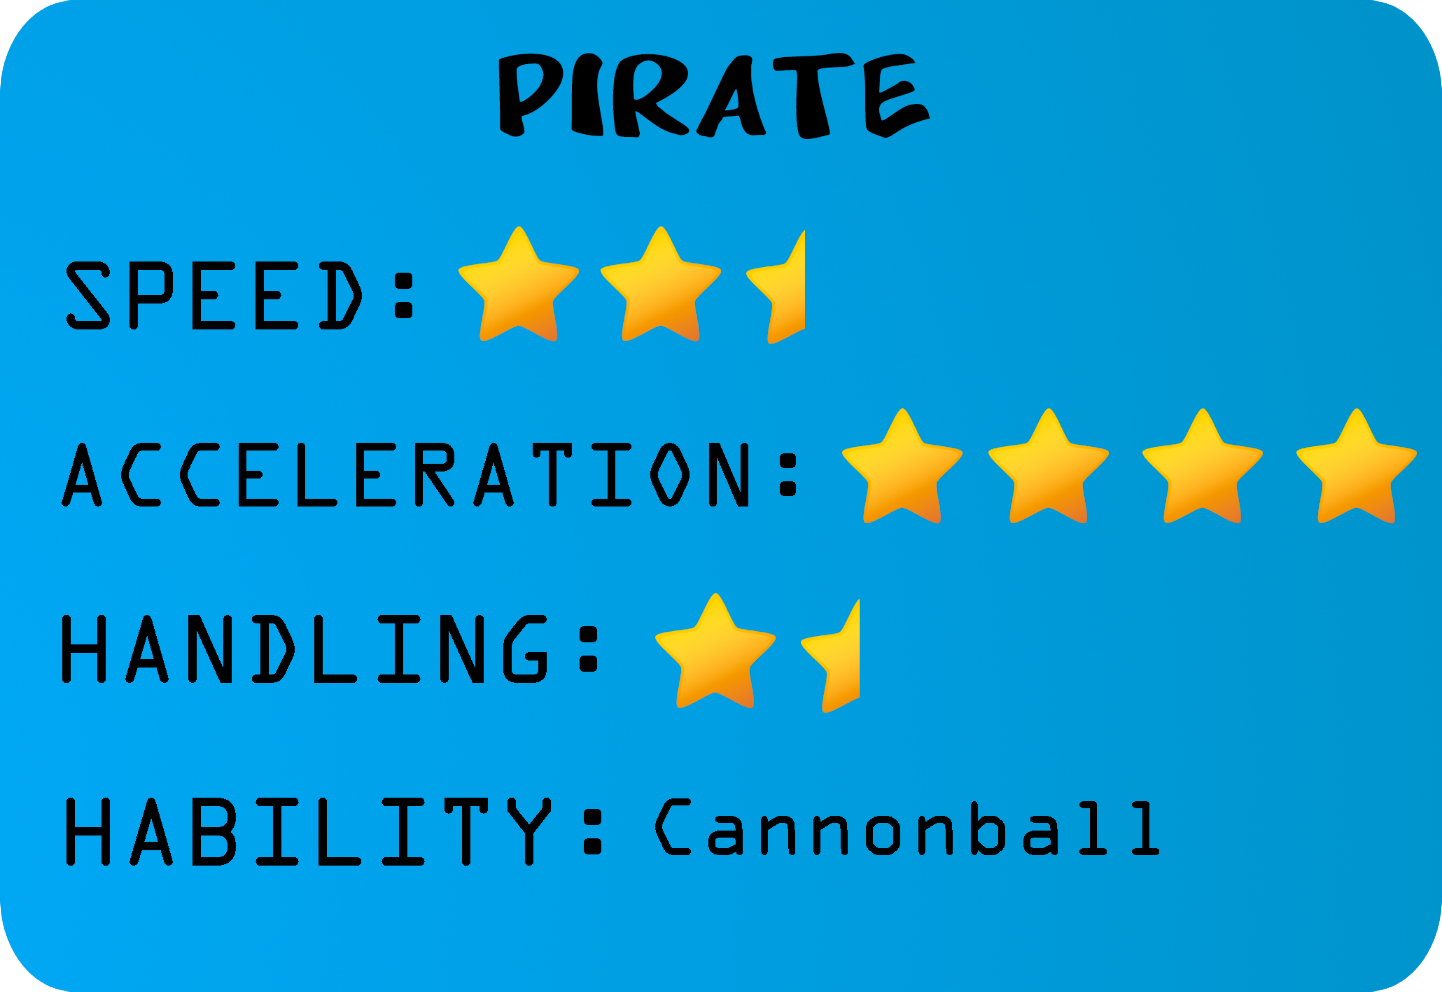 PIRATE
SPEED:
ACCELERATION:
HANDLING:
HABILITY: Cannonball